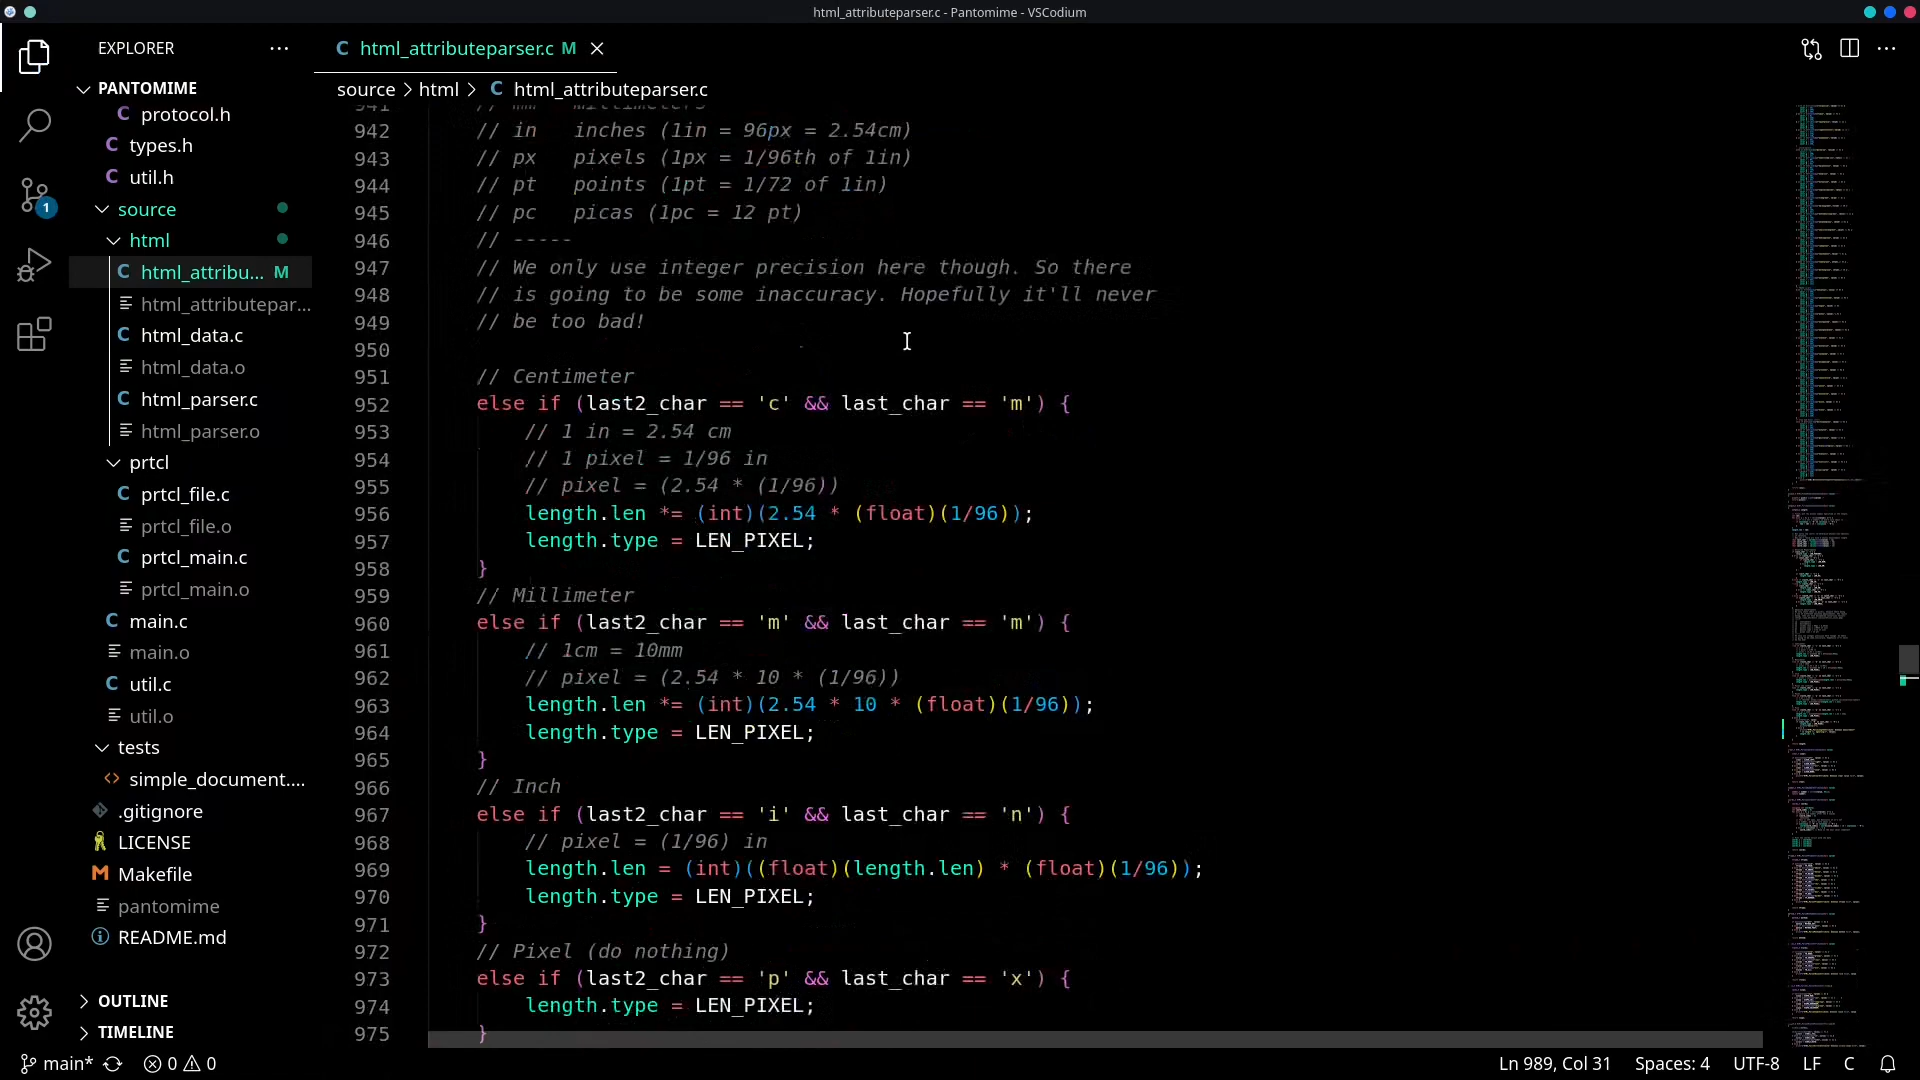 html_attributeparser.c - Pantomime - VSCodium
EXPLORER
PANTOMIME
protocol.h
types.h
util.h
source
html
html_attribu... M
html_attributepar...
html_data.c
html_data.o
html_parser.c
html_parser.o
prtcl
prtcl_file.c
prtcl_file.o
prtcl_main.c
prtcl_main.o
main.c
main.o
util.c
util.o
tests
simple_document....
.gitignore
LICENSE
Makefile
pantomime
README.md
OUTLINE
TIMELINE
1
C html_attributeparser.c M
source > html > C html_attributeparser.c
941 // mm   millimeters
942 // in   inches (1in = 96px = 2.54cm)
943 // px   pixels (1px = 1/96th of 1in)
944 // pt   points (1pt = 1/72 of 1in)
945 // pc   picas (1pc = 12 pt)
946 // -----
947 // We only use integer precision here though. So there
948 // is going to be some inaccuracy. Hopefully it'll never
949 // be too bad!
950
951 // Centimeter
952 else if (last2_char == 'c' && last_char == 'm') {
953 // 1 in = 2.54 cm
954 // 1 pixel = 1/96 in
955 // pixel = (2.54 * (1/96))
956 length.len *= (int)(2.54 * (float)(1/96));
957 length.type = LEN_PIXEL;
958 }
959 // Millimeter
960 else if (last2_char == 'm' && last_char == 'm') {
961 // 1cm = 10mm
962 // pixel = (2.54 * 10 * (1/96))
963 length.len *= (int)(2.54 * 10 * (float)(1/96));
964 length.type = LEN_PIXEL;
965 }
966 // Inch
967 else if (last2_char == 'i' && last_char == 'n') {
968 // pixel = (1/96) in
969 length.len = (int)((float)(length.len) * (float)(1/96));
970 length.type = LEN_PIXEL;
971 }
972 // Pixel (do nothing)
973 else if (last2_char == 'p' && last_char == 'x') {
974 length.type = LEN_PIXEL;
975 }
main* 0 0
Ln 989, Col 31 Spaces: 4 UTF-8 LF C